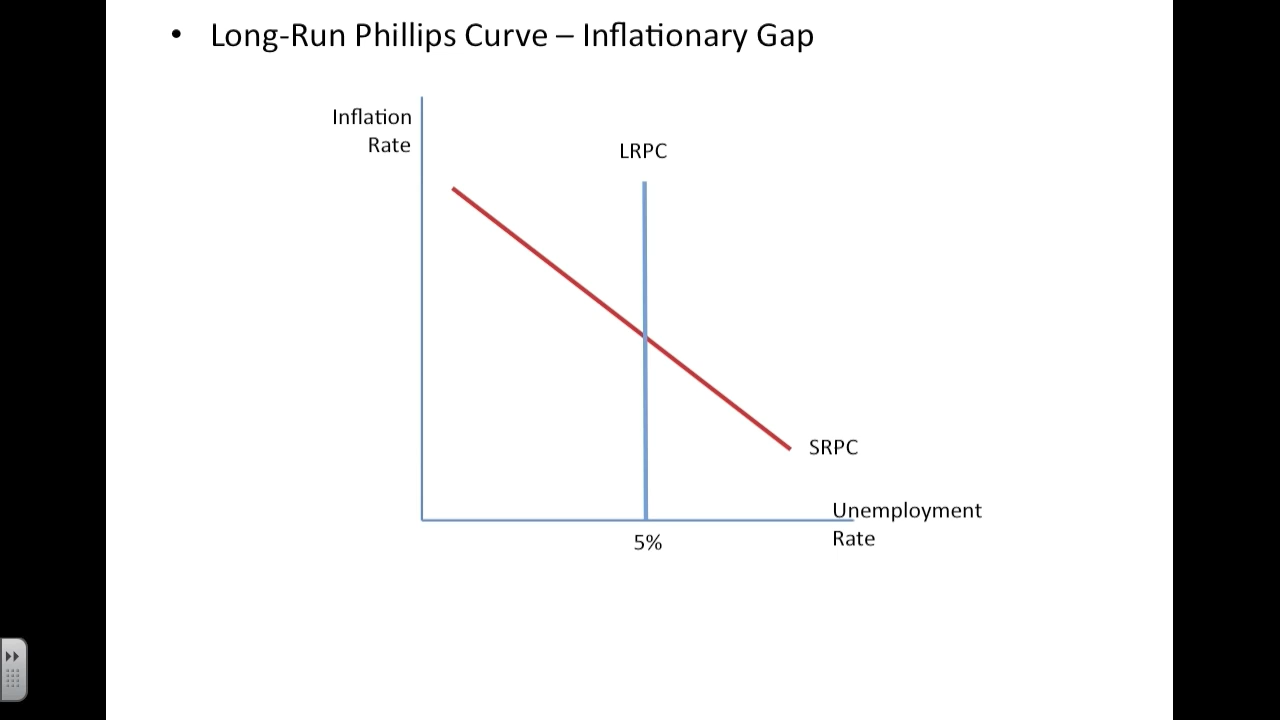 • Long-Run Phillips Curve – Inflationary Gap
Inflation
Rate
LRPC
SRPC
Unemployment
Rate
5%